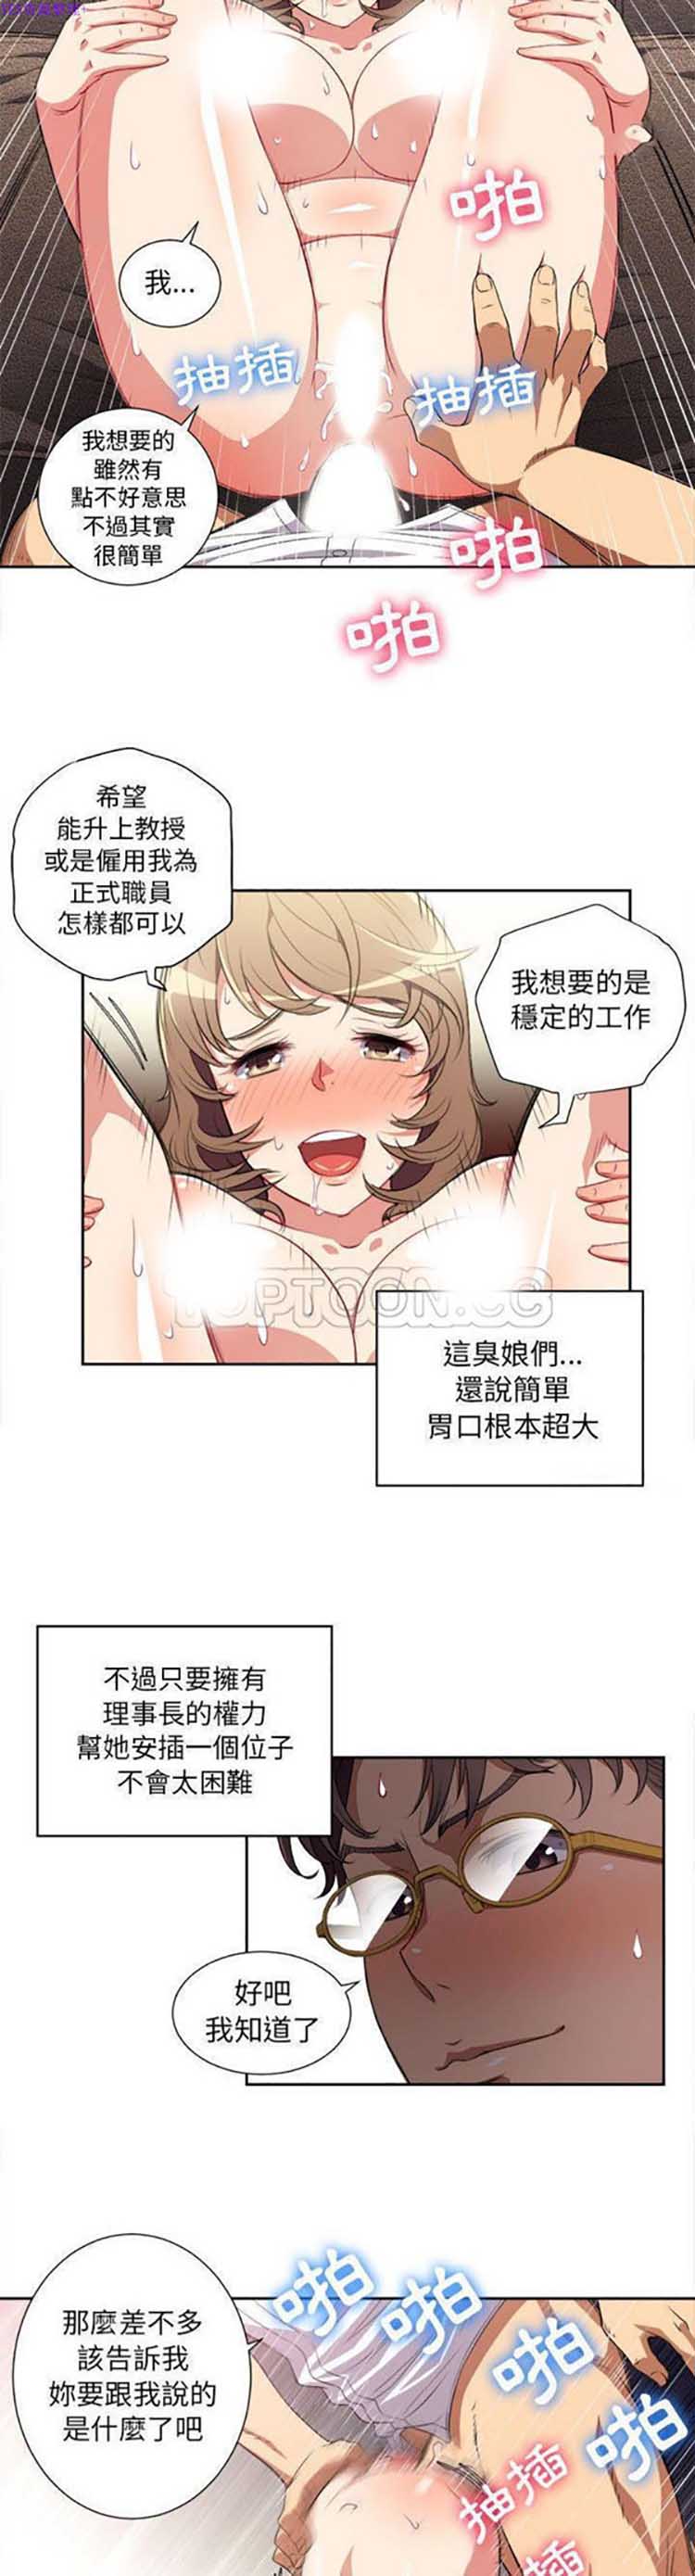 啪
我...
抽插
抽插
我想要的
雖然有
點不好意思
不過其實
很簡單
啪
啪
希望
能升上教授
或是僱用我為
正式職員
怎樣都可以
我想要的是
穩定的工作
TOPTOON.CC
這臭娘們...
還說簡單
胃口根本超大
不過只要擁有
理事長的權力
幫她安插一個位子
不會太困難
好吧
我知道了
那麼差不多
該告訴我
妳要跟我說的
是什麼了吧
啪
啪
啪
啪
抽插
抽插